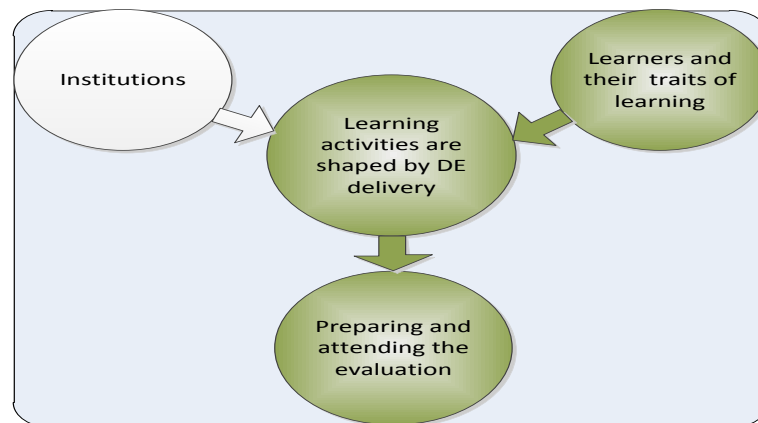 Institutions
Learners and
their traits of
learning
Learning
activities are
shaped by DE
delivery
Preparing and
attending the
evaluation